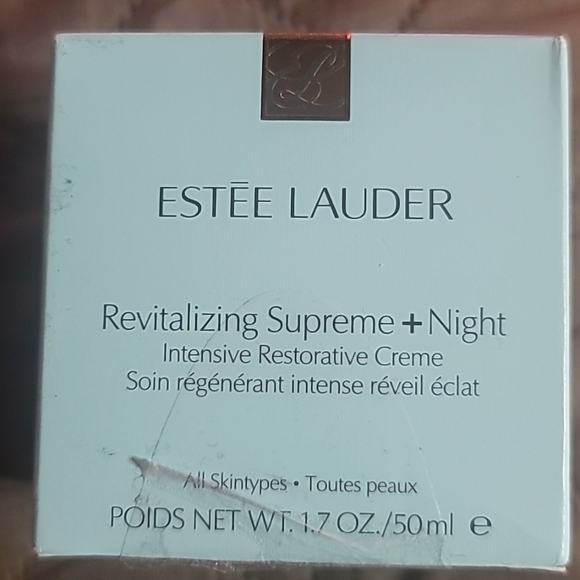 ESTĒE LAUDER
Revitalizing Supreme + Night
Intensive Restorative Creme
Soin régénérant intense réveil éclat
All Skintypes • Toutes peaux
POIDS NET WT. 1.7 OZ./50 ml ℮